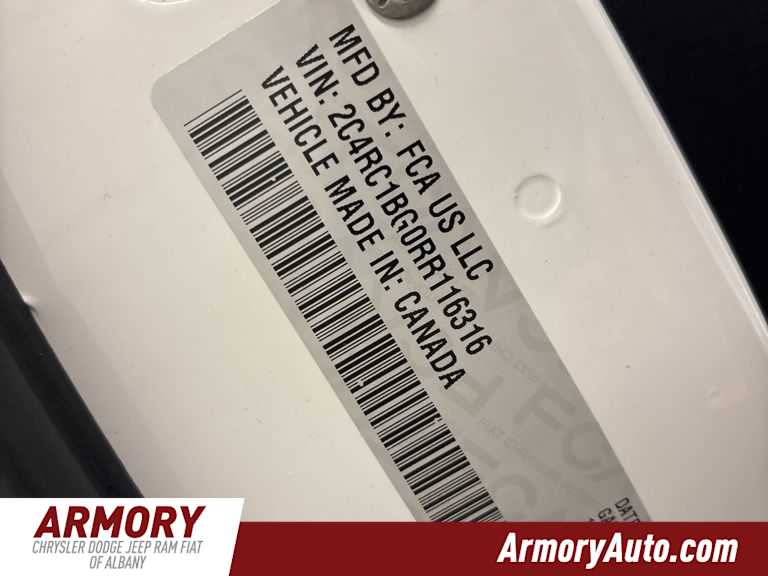 MFD BY: FCA US LLC
VIN: 2C4RC1BG0RR116316
VEHICLE MADE IN: CANADA
FCA
ARMORY
CHRYSLER DODGE JEEP RAM FIAT
OF ALBANY
ArmoryAuto.com